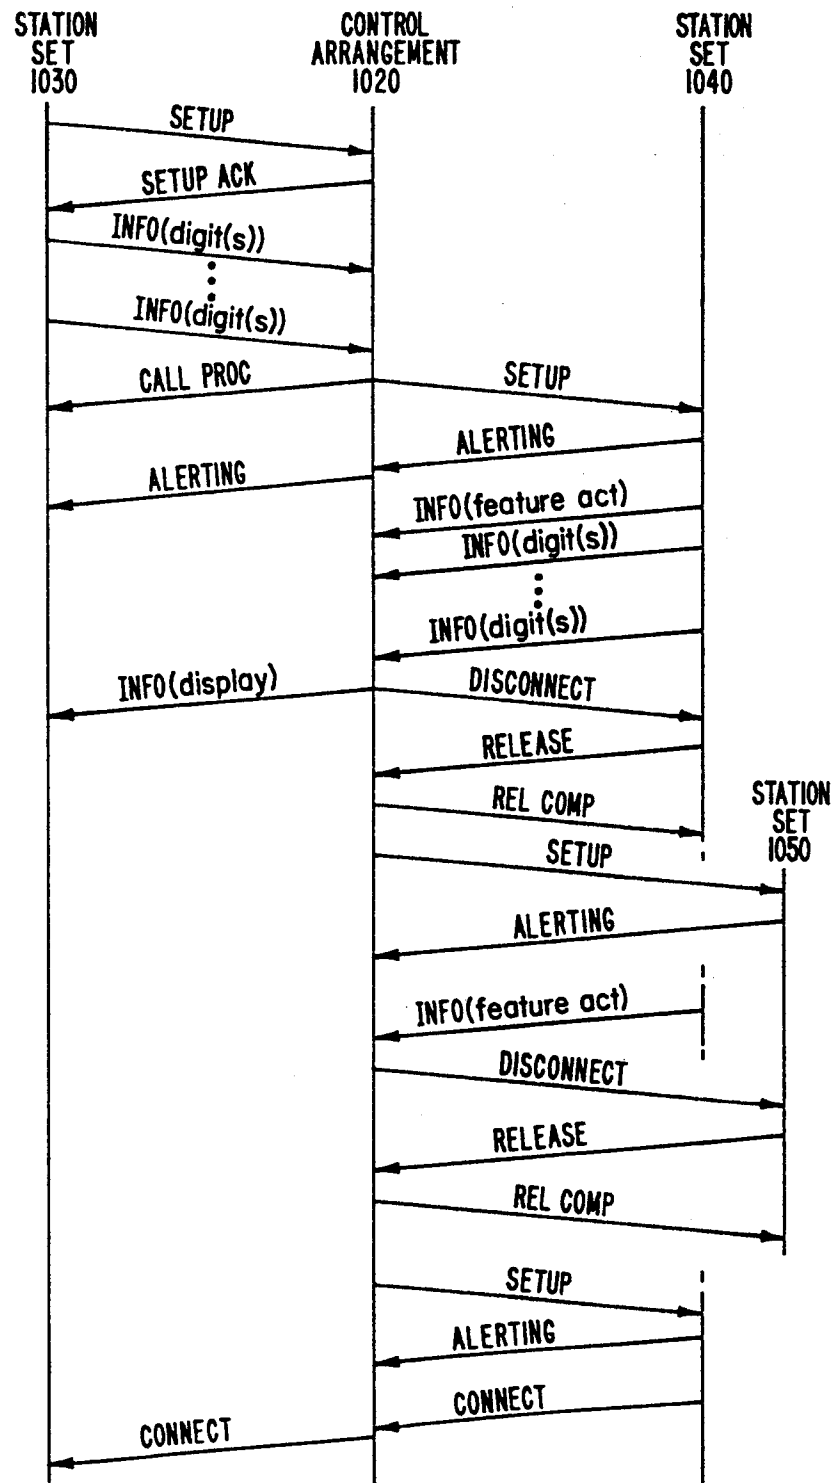 STATION
SET
1030
CONTROL
ARRANGEMENT
1020
STATION
SET
1040
SETUP
SETUP ACK
INFO(digit(s))
INFO(digit(s))
CALL PROC
SETUP
ALERTING
ALERTING
INFO(feature act)
INFO(digit(s))
INFO(digit(s))
INFO(display)
DISCONNECT
RELEASE
REL COMP
STATION
SET
1050
SETUP
ALERTING
INFO(feature act)
DISCONNECT
RELEASE
REL COMP
SETUP
ALERTING
CONNECT
CONNECT